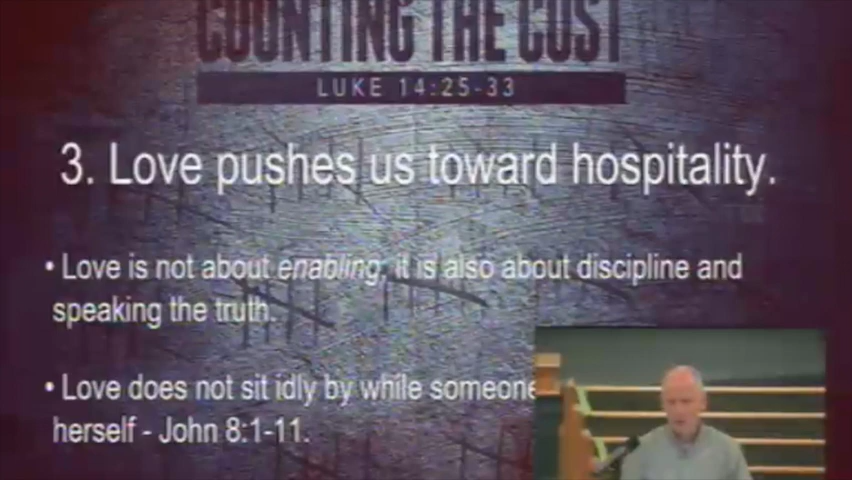 COUNTING THE COST
LUKE 14:25-33
3. Love pushes us toward hospitality.
• Love is not about enabling, it is also about discipline and
speaking the truth.
• Love does not sit idly by while someone
herself - John 8:1-11.